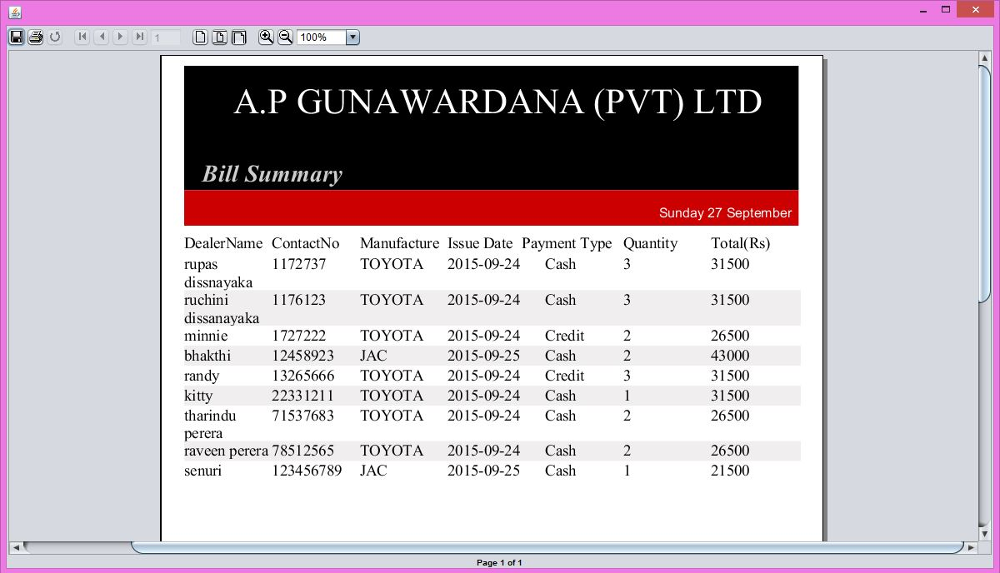 1
100%
A.P GUNAWARDANA (PVT) LTD
Bill Summary
Sunday 27 September
DealerName ContactNo Manufacture Issue Date Payment Type Quantity Total(Rs)
rupas 1172737 TOYOTA 2015-09-24 Cash 3 31500
dissnayaka
ruchini 1176123 TOYOTA 2015-09-24 Cash 3 31500
dissanayaka
minnie 1727222 TOYOTA 2015-09-24 Credit 2 26500
bhakthi 12458923 JAC 2015-09-25 Cash 2 43000
randy 13265666 TOYOTA 2015-09-24 Credit 3 31500
kitty 22331211 TOYOTA 2015-09-24 Cash 1 31500
tharindu 71537683 TOYOTA 2015-09-24 Cash 2 26500
perera
raveen perera 78512565 TOYOTA 2015-09-24 Cash 2 26500
senuri 123456789 JAC 2015-09-25 Cash 1 21500
Page 1 of 1